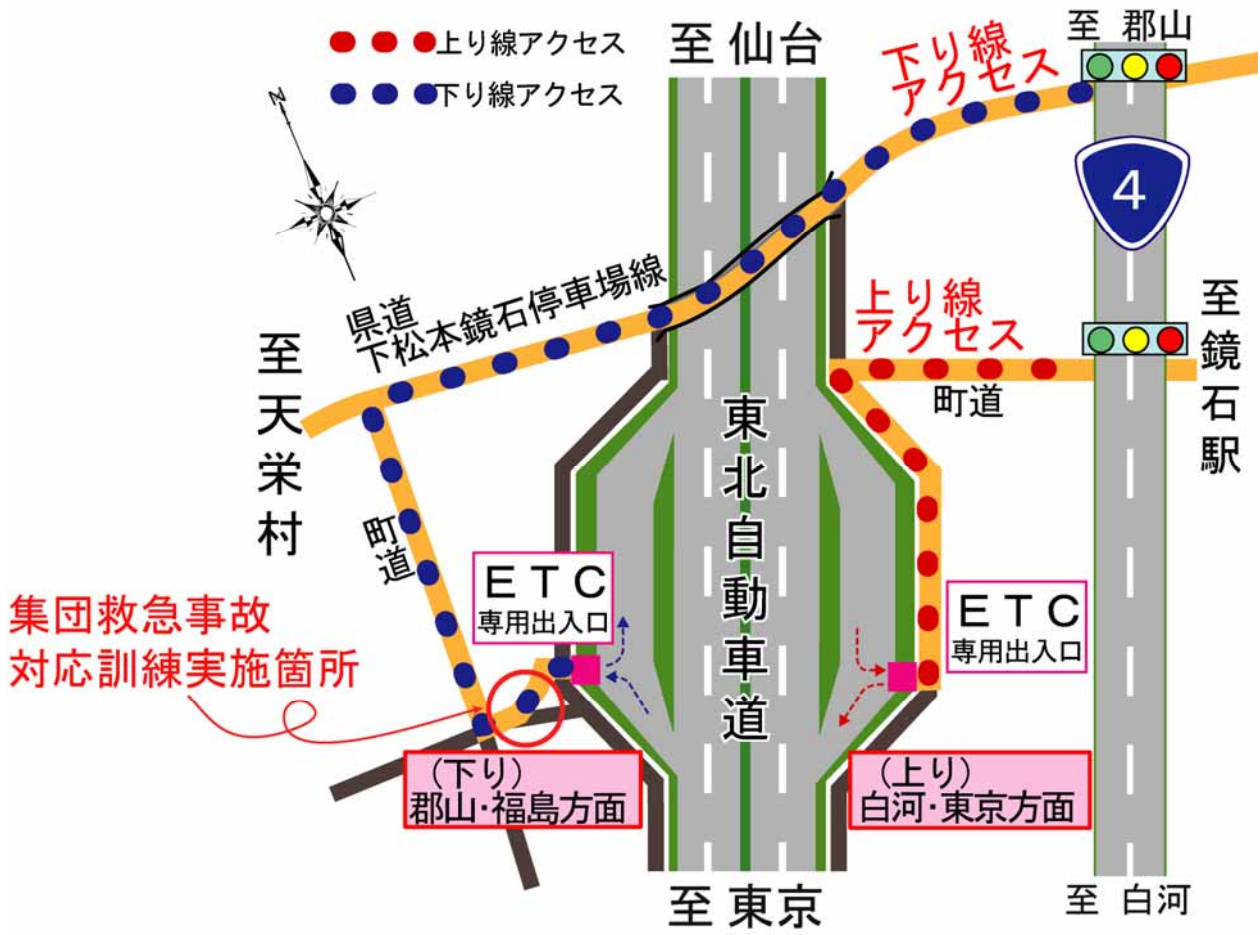 上り線アクセス
下り線アクセス
至 仙台
下り線
アクセス
至 郡山
N
4
県道
下松本鏡石停車場線
上り線
アクセス
町道
至鏡石駅
至天栄村
東北自動車道
町道
ETC
専用出入口
ETC
専用出入口
集団救急事故
対応訓練実施箇所
(下り)
郡山・福島方面
(上り)
白河・東京方面
至 東京
至 白河